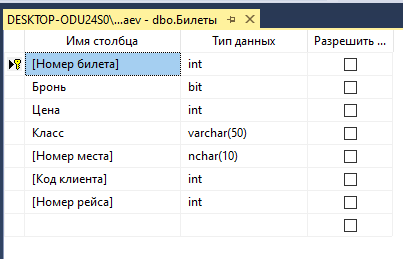 DESKTOP-ODU24S0\...aev - dbo.Билеты
Имя столбца Тип данных Разрешить ...
[Номер билета] int
Бронь bit
Цена int
Класс varchar(50)
[Номер места] nchar(10)
[Код клиента] int
[Номер рейса] int